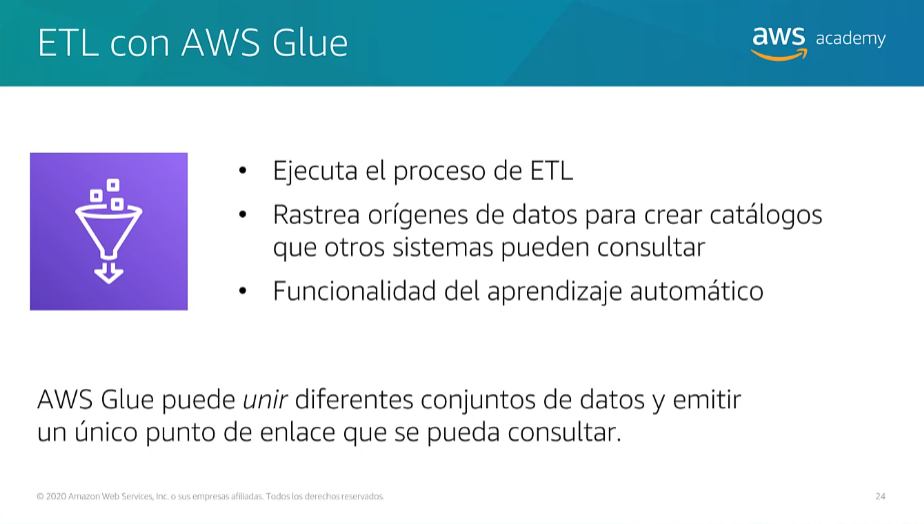 ETL con AWS Glue
aws academy
• Ejecuta el proceso de ETL
• Rastrea orígenes de datos para crear catálogos
que otros sistemas pueden consultar
• Funcionalidad del aprendizaje automático
AWS Glue puede unir diferentes conjuntos de datos y emitir
un único punto de enlace que se pueda consultar.
© 2020 Amazon Web Services, Inc. o sus empresas afiliadas. Todos los derechos reservados.
24